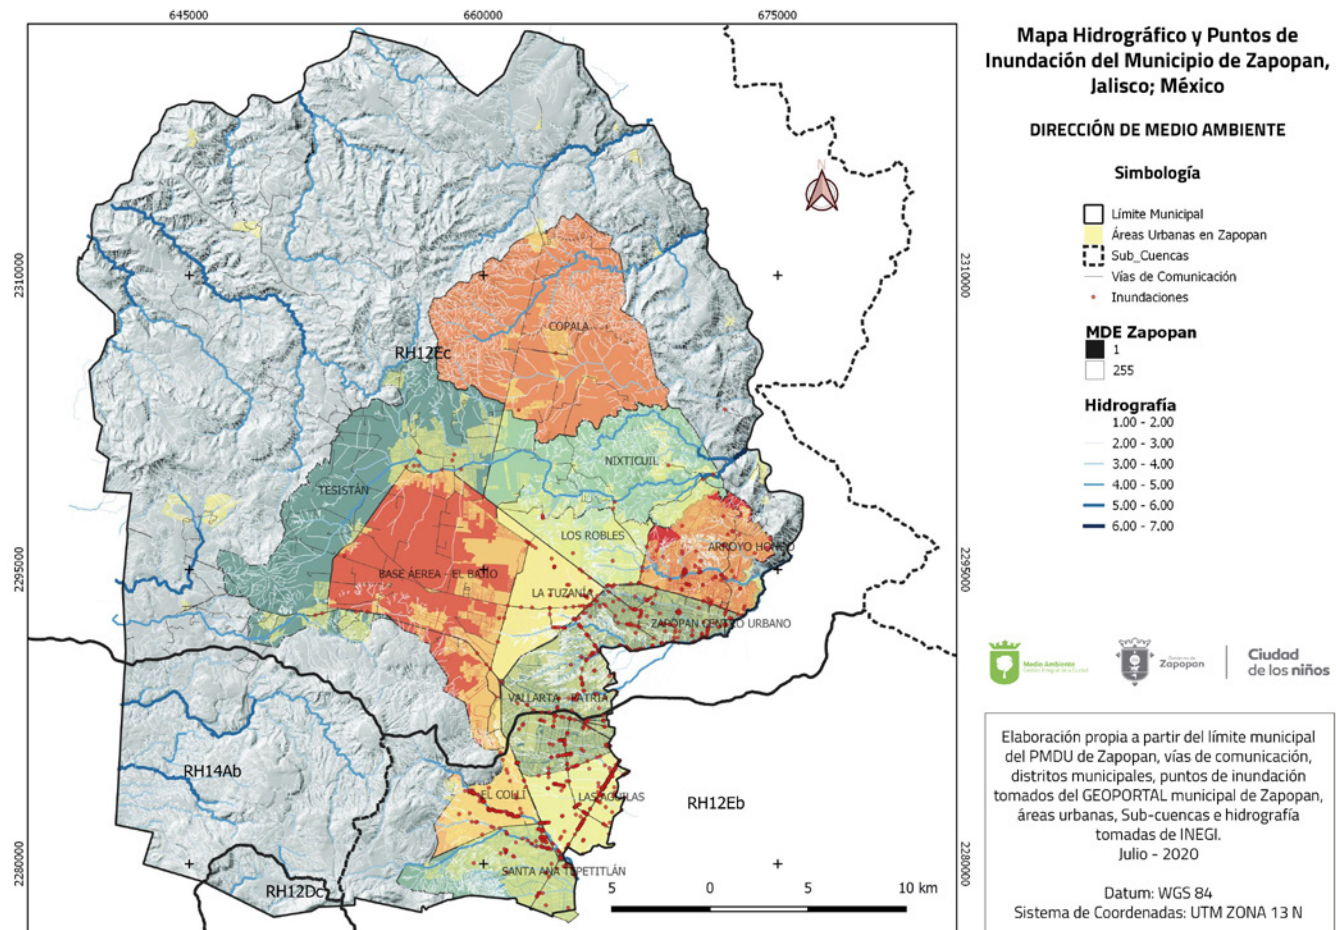 645000
660000
675000
2310000
2310000
2295000
2295000
2280000
2280000
N
COPALA
RH12Ec
NIXTICUIL
TESISTÁN
LOS ROBLES
ARROYO HONDO
BASE ÁEREA - EL BAJIO
LA TUZANÍA
ZAPOPAN CENTRO URBANO
VALLARTA - PATRIA
RH14Ab
EL COLLI
LAS AGUILAS
RH12Eb
SANTA ANA TEPETITLÁN
RH12Dc
5 0 5 10 km
Mapa Hidrográfico y Puntos de
Inundación del Municipio de Zapopan,
Jalisco; México
DIRECCIÓN DE MEDIO AMBIENTE
Simbología
Límite Municipal
Áreas Urbanas en Zapopan
Sub_Cuencas
Vías de Comunicación
Inundaciones
MDE Zapopan
1
255
Hidrografía
1.00 - 2.00
2.00 - 3.00
3.00 - 4.00
4.00 - 5.00
5.00 - 6.00
6.00 - 7.00
Medio Ambiente
Zapopan
Ciudad
de los niños
Elaboración propia a partir del límite municipal
del PMDU de Zapopan, vías de comunicación,
distritos municipales, puntos de inundación
tomados del GEOPORTAL municipal de Zapopan,
áreas urbanas, Sub-cuencas e hidrografía
tomadas de INEGI.
Julio - 2020
Datum: WGS 84
Sistema de Coordenadas: UTM ZONA 13 N